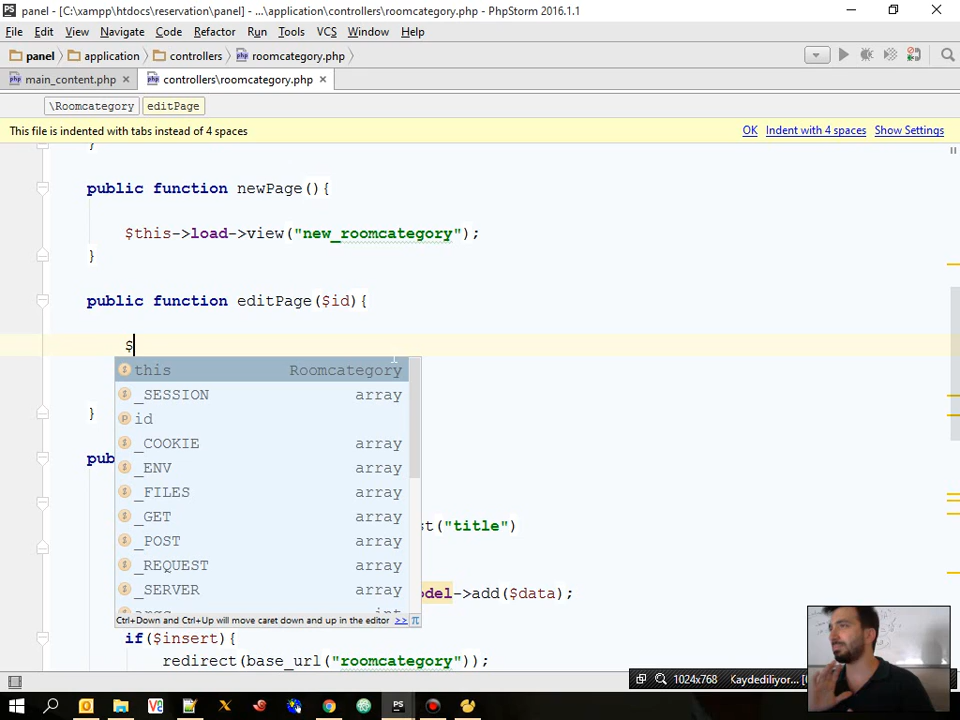 panel - [C:\xampp\htdocs\reservation\panel] - ...\application\controllers\roomcategory.php - PhpStorm 2016.1.1
File Edit View Navigate Code Refactor Run Tools VCS Window Help
panel application controllers roomcategory.php
main_content.php controllers\roomcategory.php
\Roomcategory editPage
This file is indented with tabs instead of 4 spaces OK Indent with 4 spaces Show Settings
}
public function newPage(){
$this->load->view("new_roomcategory");
}
public function editPage($id){
$
this Roomcategory
_SESSION array
id
_COOKIE array
} 
_ENV array
pub
_FILES array
_GET array
st("title")
_POST array
_REQUEST array
_SERVER array
odel->add($data);
args int
Ctrl+Down and Ctrl+Up will move caret down and up in the editor >> π
if($insert){
redirect(base_url("roomcategory"));
1024x768 Kaydediliyor... [0